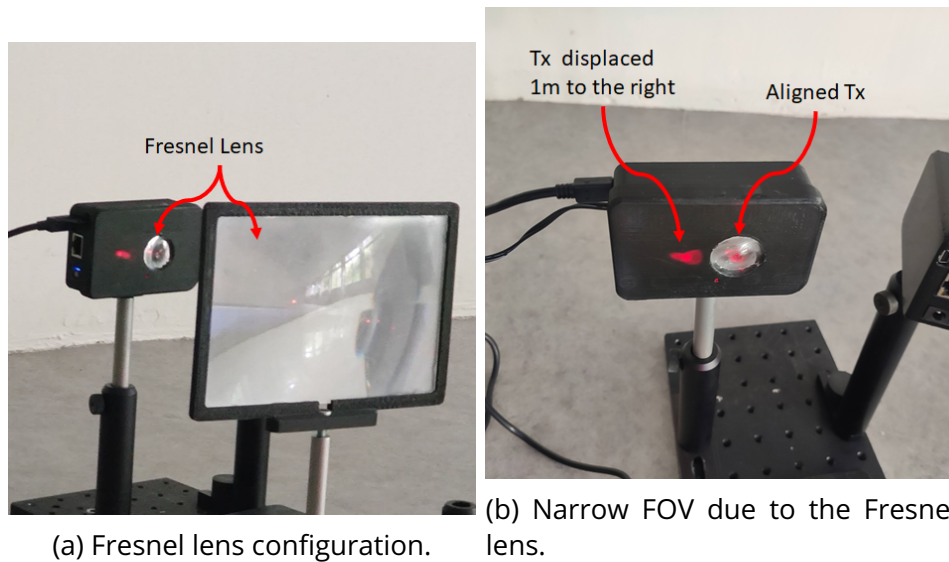 Fresnel Lens
(a) Fresnel lens configuration.
Tx displaced
1m to the right
Aligned Tx
(b) Narrow FOV due to the Fresne
lens.